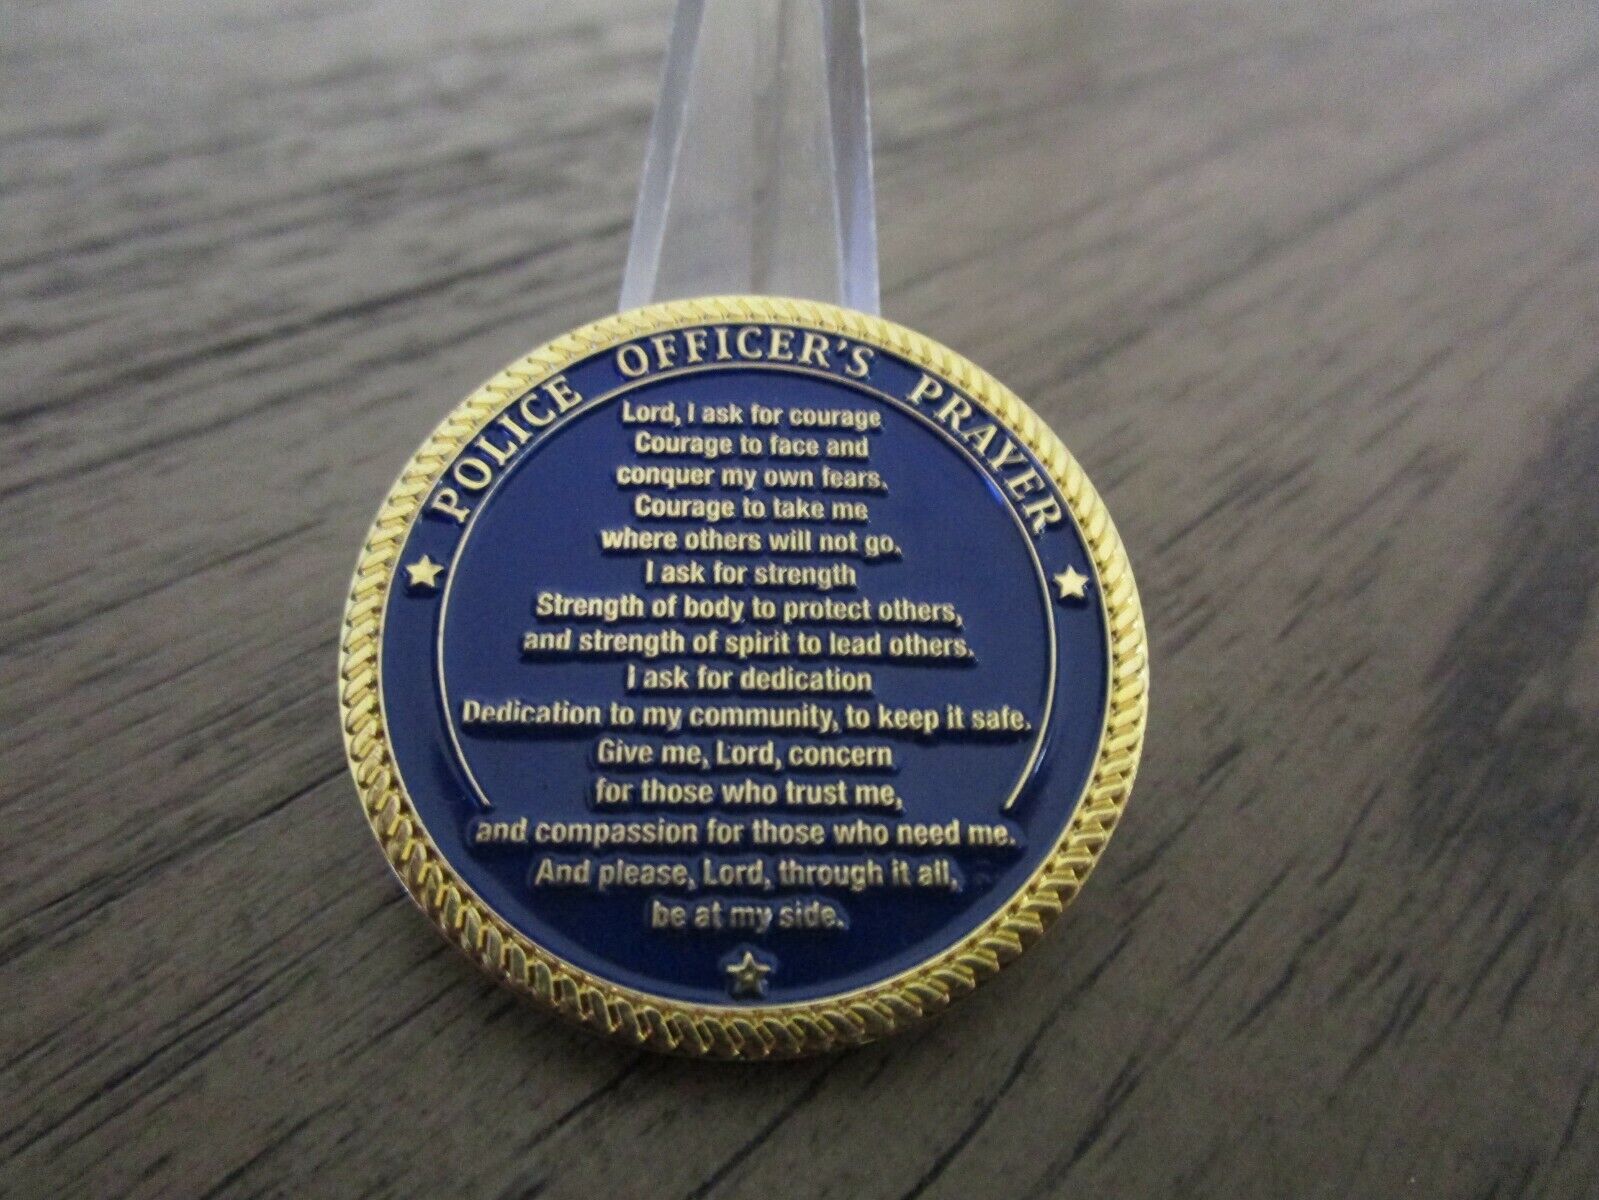 POLICE OFFICER'S PRAYER
Lord, I ask for courage
Courage to face and
conquer my own fears.
Courage to take me
where others will not go.
I ask for strength
Strength of body to protect others,
and strength of spirit to lead others.
I ask for dedication
Dedication to my community, to keep it safe.
Give me, Lord, concern
for those who trust me,
and compassion for those who need me.
And please, Lord, through it all,
be at my side.